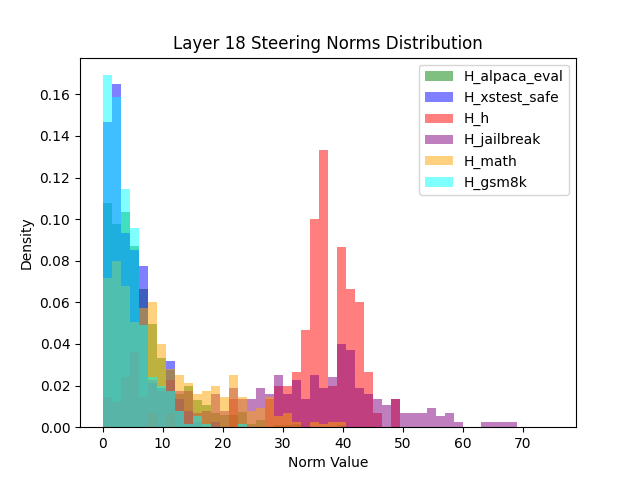 Layer 18 Steering Norms Distribution
H_alpaca_eval
H_xstest_safe
H_h
H_jailbreak
H_math
H_gsm8k
Density
0.16
0.14
0.12
0.10
0.08
0.06
0.04
0.02
0.00
0 10 20 30 40 50 60 70
Norm Value